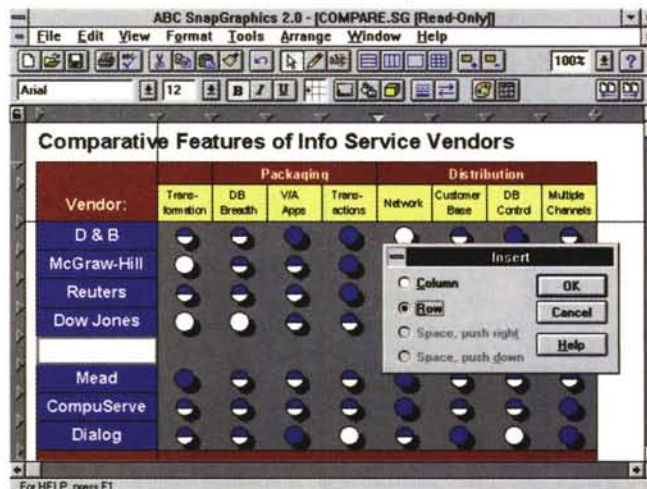 ABC SnapGraphics 2.0 - [COMPARE.SG [Read-Only]]
File Edit View Format Tools Arrange Window Help
100%
Arial 12 B I U
Comparative Features of Info Service Vendors
Packaging Distribution
Vendor: Trans-formation DB Breadth V/A Apps Trans-actions Network Customer Base DB Control Multiple Channels
D & B
McGraw-Hill
Reuters
Dow Jones
Mead
CompuServe
Dialog
Insert
Column
Row
Space, push right
Space, push down
OK
Cancel
Help
For HELP, press F1